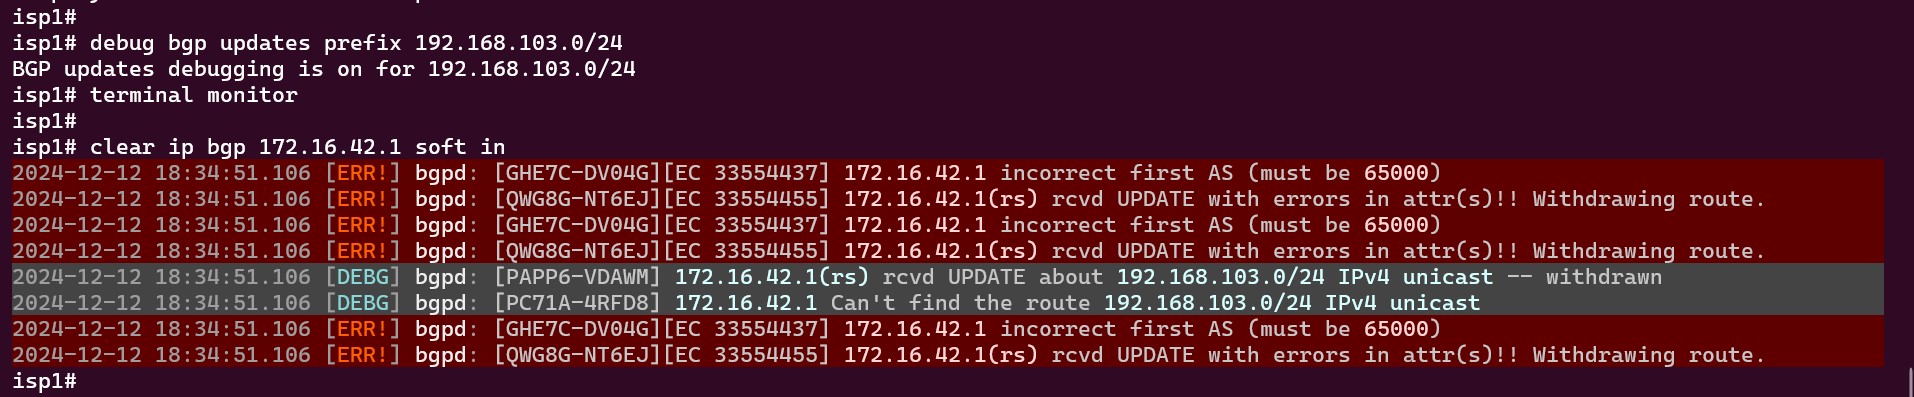 isp1#
isp1# debug bgp updates prefix 192.168.103.0/24
BGP updates debugging is on for 192.168.103.0/24
isp1# terminal monitor
isp1#
isp1# clear ip bgp 172.16.42.1 soft in
2024-12-12 18:34:51.106 [ERR!] bgpd: [GHE7C-DV04G][EC 33554437] 172.16.42.1 incorrect first AS (must be 65000)
2024-12-12 18:34:51.106 [ERR!] bgpd: [QWG8G-NT6EJ][EC 33554455] 172.16.42.1(rs) rcvd UPDATE with errors in attr(s)!! Withdrawing route.
2024-12-12 18:34:51.106 [ERR!] bgpd: [GHE7C-DV04G][EC 33554437] 172.16.42.1 incorrect first AS (must be 65000)
2024-12-12 18:34:51.106 [ERR!] bgpd: [QWG8G-NT6EJ][EC 33554455] 172.16.42.1(rs) rcvd UPDATE with errors in attr(s)!! Withdrawing route.
2024-12-12 18:34:51.106 [DEBG] bgpd: [PAPP6-VDAWM] 172.16.42.1(rs) rcvd UPDATE about 192.168.103.0/24 IPv4 unicast -- withdrawn
2024-12-12 18:34:51.106 [DEBG] bgpd: [PC71A-4RFD8] 172.16.42.1 Can't find the route 192.168.103.0/24 IPv4 unicast
2024-12-12 18:34:51.106 [ERR!] bgpd: [GHE7C-DV04G][EC 33554437] 172.16.42.1 incorrect first AS (must be 65000)
2024-12-12 18:34:51.106 [ERR!] bgpd: [QWG8G-NT6EJ][EC 33554455] 172.16.42.1(rs) rcvd UPDATE with errors in attr(s)!! Withdrawing route.
isp1#